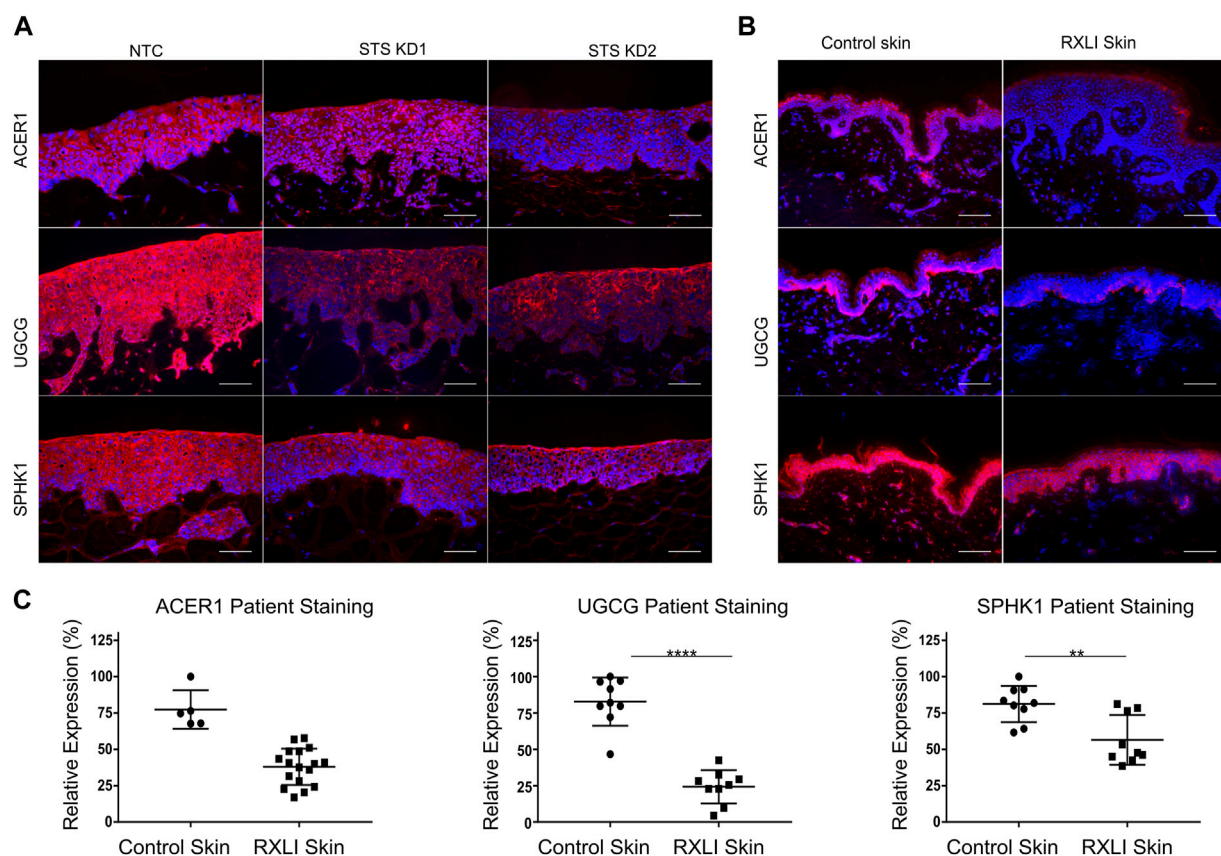 A
NTC
STS KD1
STS KD2
ACER1
UGCG
SPHK1
B
Control skin
RXLI Skin
ACER1
UGCG
SPHK1
C
ACER1 Patient Staining
Relative Expression (%)
125
100
75
50
25
0
Control Skin
RXLI Skin
UGCG Patient Staining
Relative Expression (%)
125
100
75
50
25
0
****
Control Skin
RXLI Skin
SPHK1 Patient Staining
Relative Expression (%)
125
100
75
50
25
0
**
Control Skin
RXLI Skin